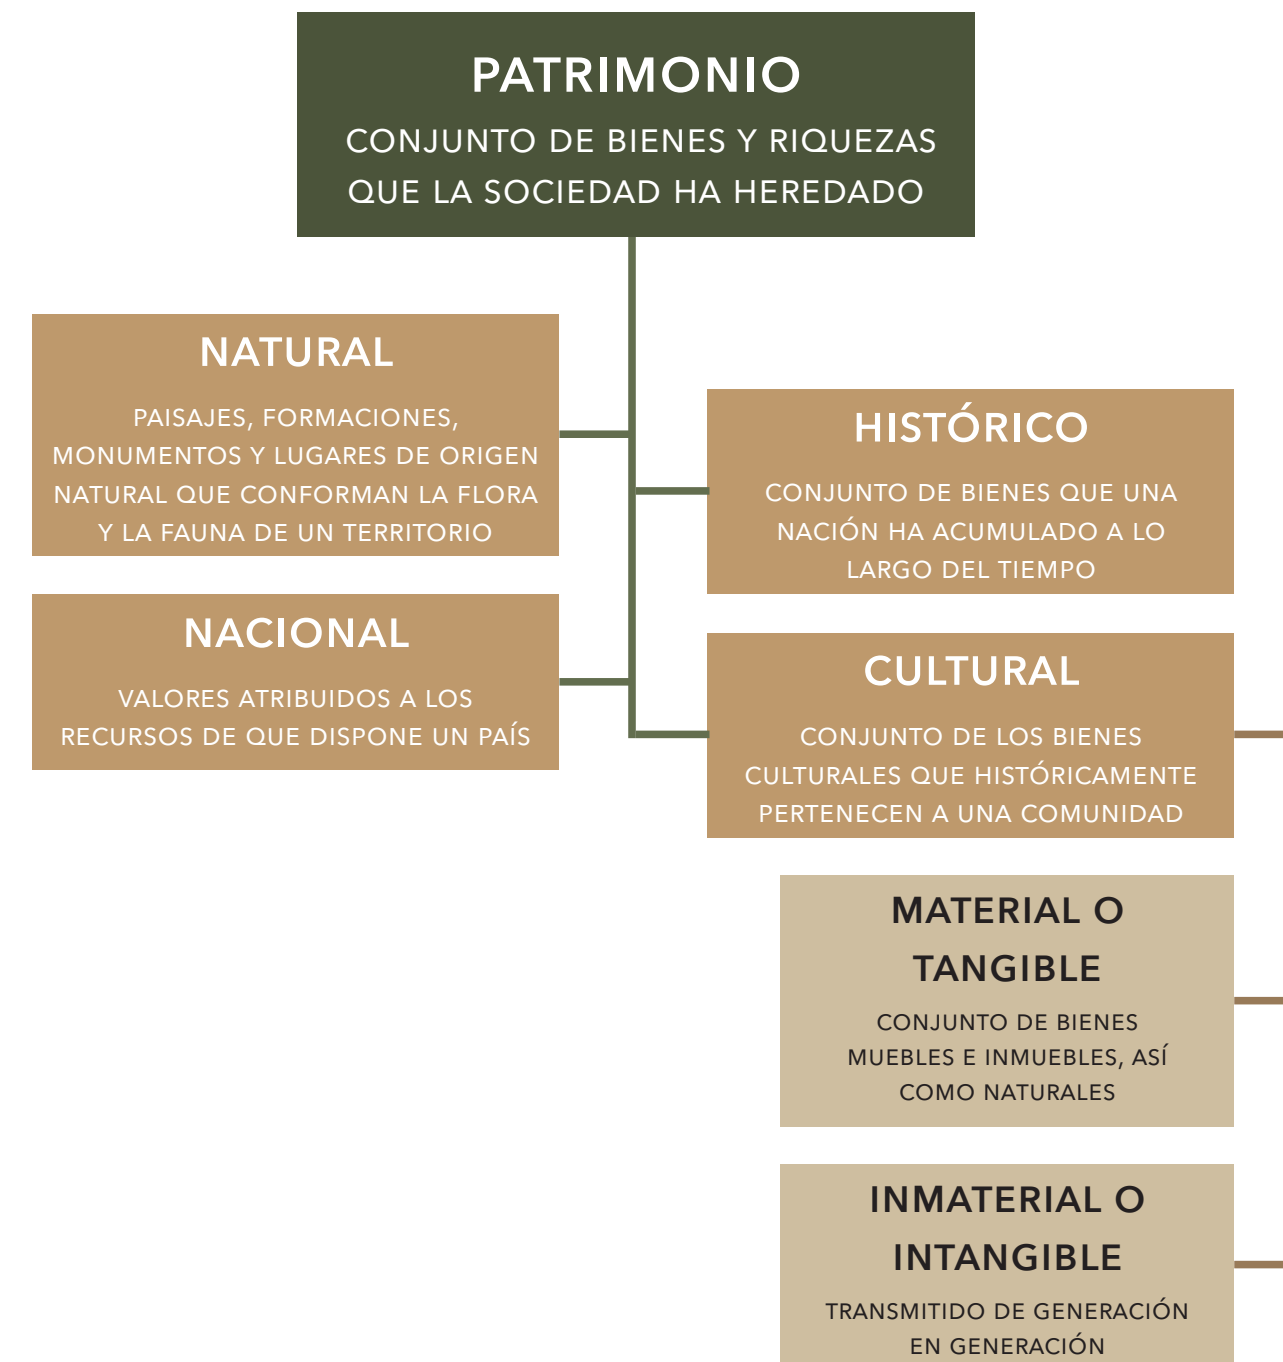 PATRIMONIO
CONJUNTO DE BIENES Y RIQUEZAS
QUE LA SOCIEDAD HA HEREDADO
NATURAL
PAISAJES, FORMACIONES,
MONUMENTOS Y LUGARES DE ORIGEN
NATURAL QUE CONFORMAN LA FLORA
Y LA FAUNA DE UN TERRITORIO
HISTÓRICO
CONJUNTO DE BIENES QUE UNA
NACIÓN HA ACUMULADO A LO
LARGO DEL TIEMPO
NACIONAL
VALORES ATRIBUIDOS A LOS
RECURSOS DE QUE DISPONE UN PAÍS
CULTURAL
CONJUNTO DE LOS BIENES
CULTURALES QUE HISTÓRICAMENTE
PERTENECEN A UNA COMUNIDAD
MATERIAL O
TANGIBLE
CONJUNTO DE BIENES
MUEBLES E INMUEBLES, ASÍ
COMO NATURALES
INMATERIAL O
INTANGIBLE
TRANSMITIDO DE GENERACIÓN
EN GENERACIÓN